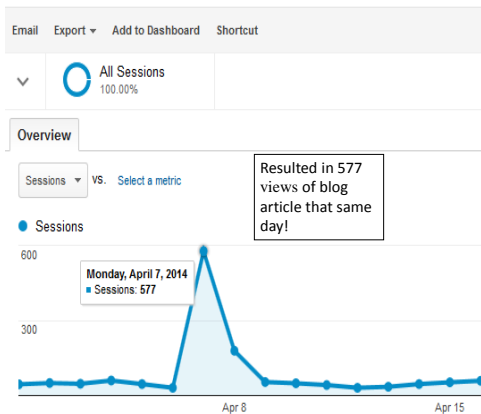 Email Export Add to Dashboard Shortcut
All Sessions
100.00%
Overview
Sessions VS. Select a metric
Resulted in 577
views of blog
article that same
day!
Sessions
600
Monday, April 7, 2014
Sessions: 577
300
Apr 8 Apr 15